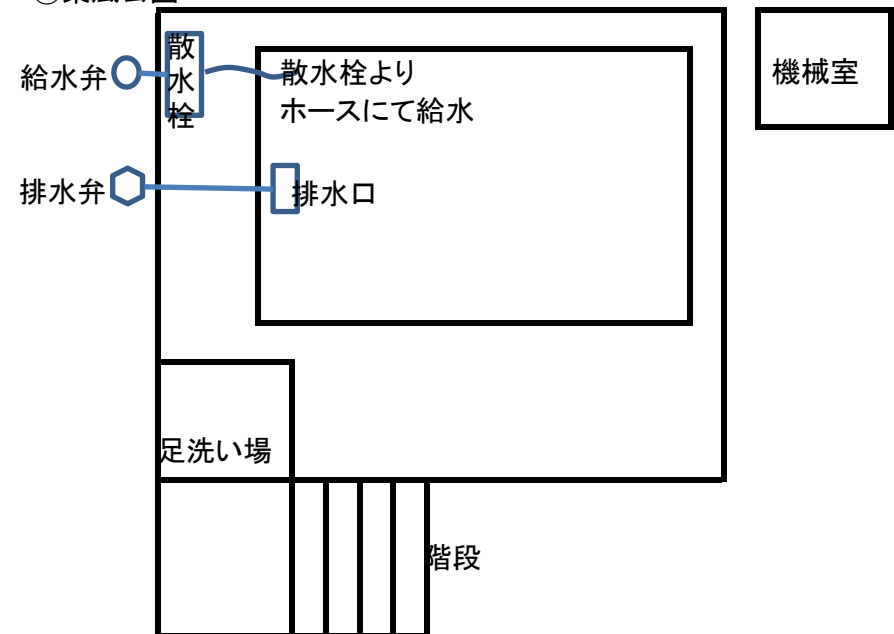 給水弁
散水栓
散水栓より
ホースにて給水
機械室
排水弁
排水口
足洗い場
階段